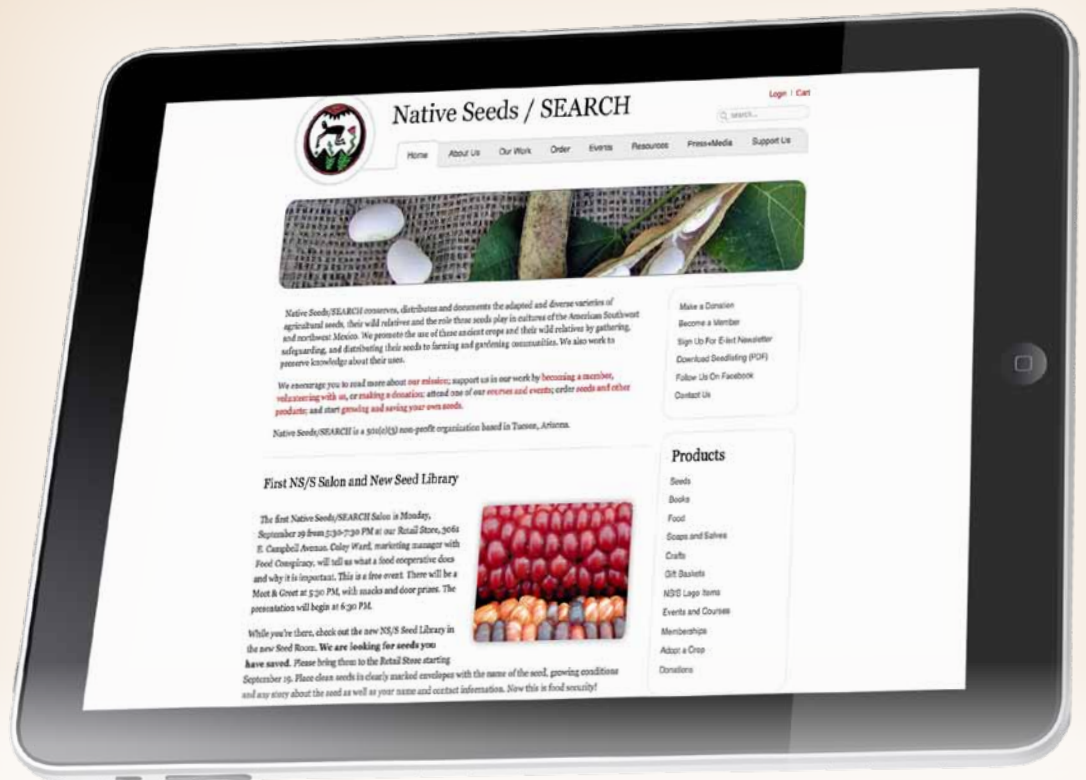 Native Seeds / SEARCH
Login | Cart
search...
Home About Us Our Work Order Events Resources Press+Media Support Us
Native Seeds/SEARCH conserves, distributes and documents the adapted and diverse varieties of
agricultural seeds, their wild relatives and the role these seeds play in cultures of the American Southwest
and northwest Mexico. We promote the use of these ancient crops and their wild relatives by gathering,
safeguarding, and distributing their seeds to farming and gardening communities. We also work to
preserve knowledge about their uses.
We encourage you to read more about our mission; support us in our work by becoming a member,
volunteering with us, or making a donation; attend one of our courses and events; order seeds and other
products; and start growing and saving your own seeds.
Native Seeds/SEARCH is a 501(c)(3) non-profit organization based in Tucson, Arizona.
First NS/S Salon and New Seed Library
The first Native Seeds/SEARCH Salon is Monday,
September 19 from 5:30-7:30 PM at our Retail Store, 3061
E. Campbell Avenue. Coley Ward, marketing manager with
Food Conspiracy, will tell us what a food cooperative does
and why it is important. This is a free event. There will be a
Meet & Greet at 5:30 PM, with snacks and door prizes. The
presentation will begin at 6:30 PM.
While you're there, check out the new NS/S Seed Library in
the new Seed Room. We are looking for seeds you
have saved. Please bring them to the Retail Store starting
September 19. Place clean seeds in clearly marked envelopes with the name of the seed, growing conditions
and any story about the seed as well as your name and contact information. Now this is food security!
Make a Donation
Become a Member
Sign Up For E-list Newsletter
Download Seedlisting (PDF)
Follow Us On Facebook
Contact Us
Products
Seeds
Books
Food
Soaps and Salves
Crafts
Gift Baskets
NS/S Logo Items
Events and Courses
Memberships
Adopt a Crop
Donations